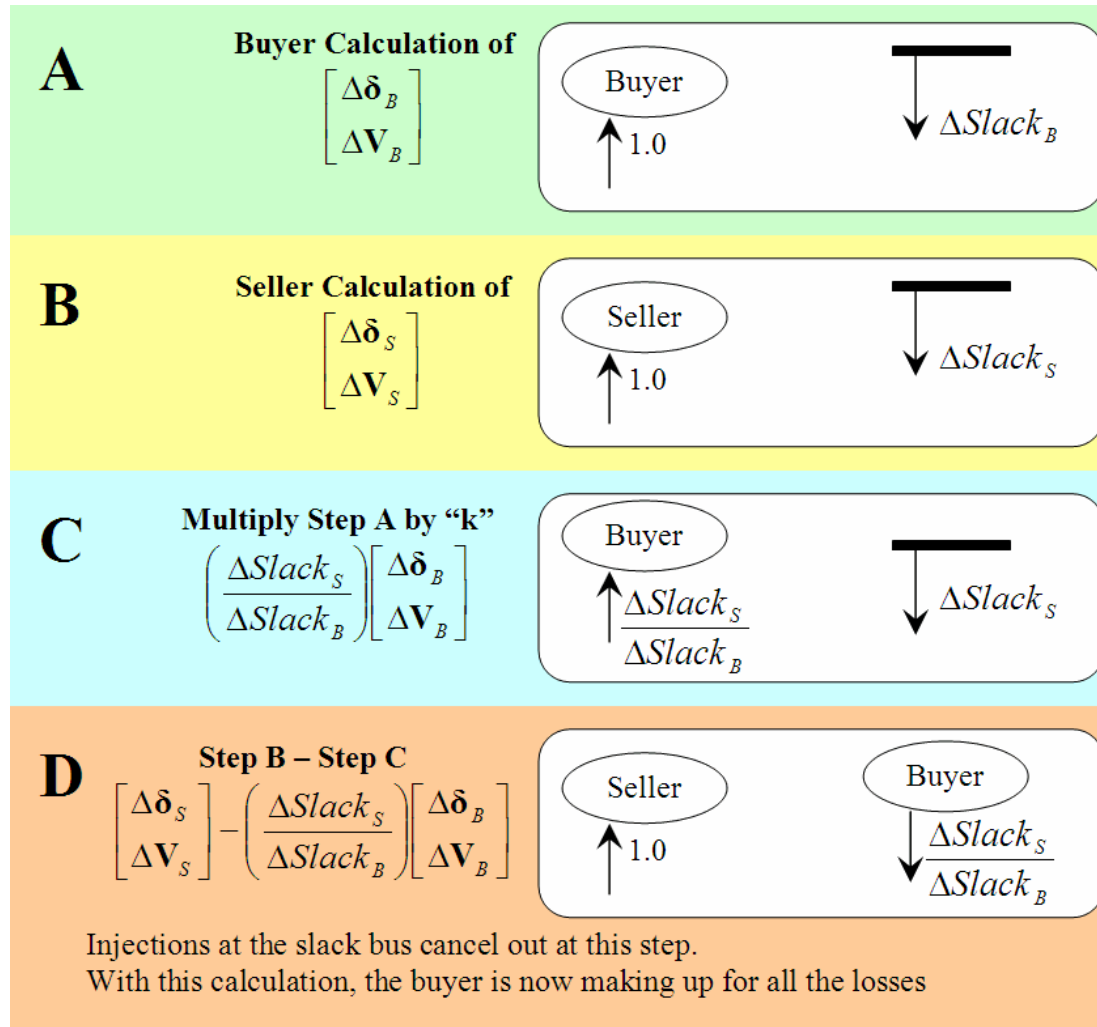 A
Buyer Calculation of
[Δδ_B
ΔV_B]
Buyer
1.0
ΔSlack_B
B
Seller Calculation of
[Δδ_S
ΔV_S]
Seller
1.0
ΔSlack_S
C
Multiply Step A by “k”
(ΔSlack_S / ΔSlack_B) [Δδ_B
ΔV_B]
Buyer
ΔSlack_S
ΔSlack_B
ΔSlack_S
D
Step B – Step C
[Δδ_S
ΔV_S] − (ΔSlack_S / ΔSlack_B) [Δδ_B
ΔV_B]
Seller
1.0
Buyer
ΔSlack_S
ΔSlack_B
Injections at the slack bus cancel out at this step.
With this calculation, the buyer is now making up for all the losses